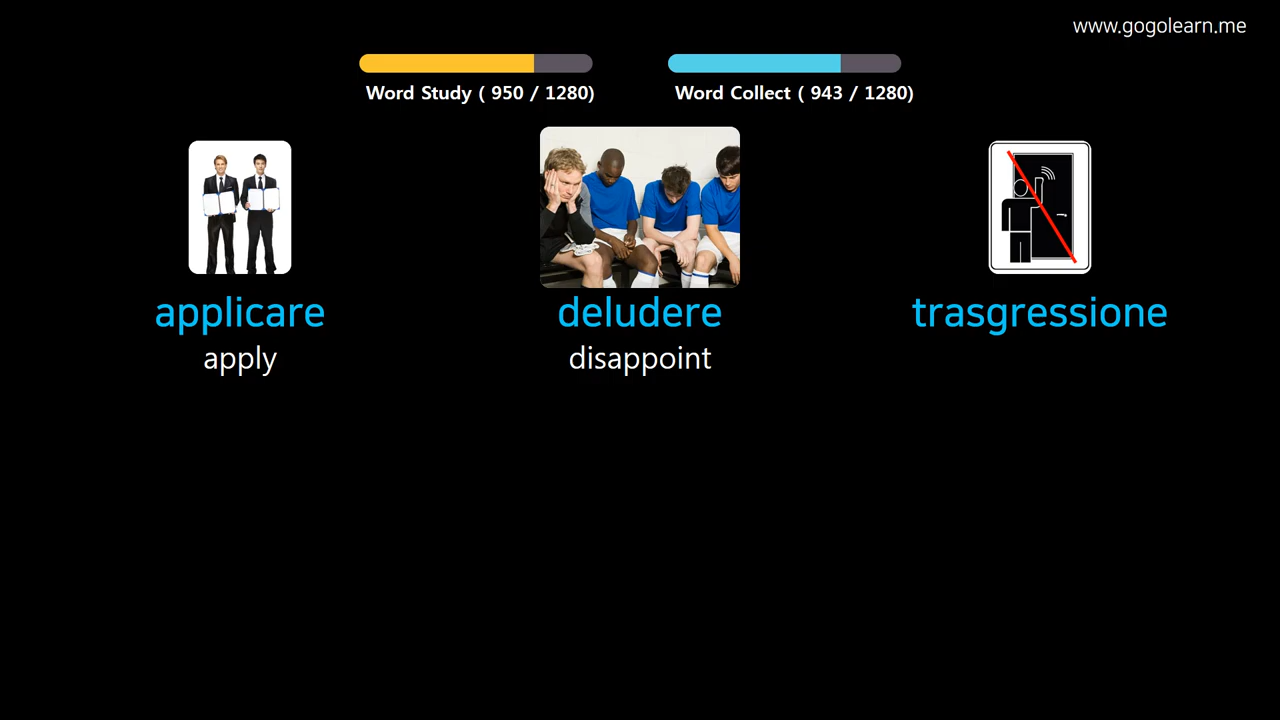 www.gogolearn.me
Word Study ( 950 / 1280)
Word Collect ( 943 / 1280)
applicare
deludere
trasgressione
apply
disappoint